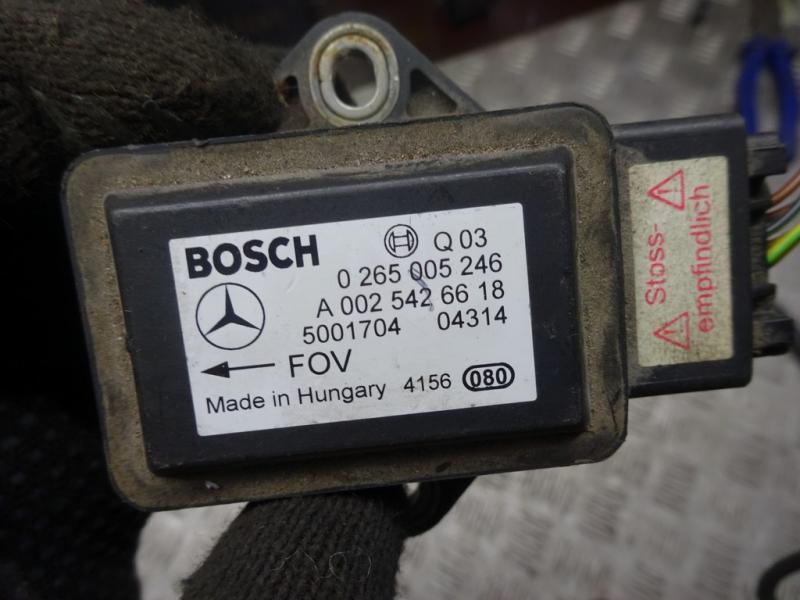 BOSCH
Q 03
0 265 005 246
A 002 542 66 18
5001704 04314
FOV
Made in Hungary 4156 080
Stoss-
empfindlich